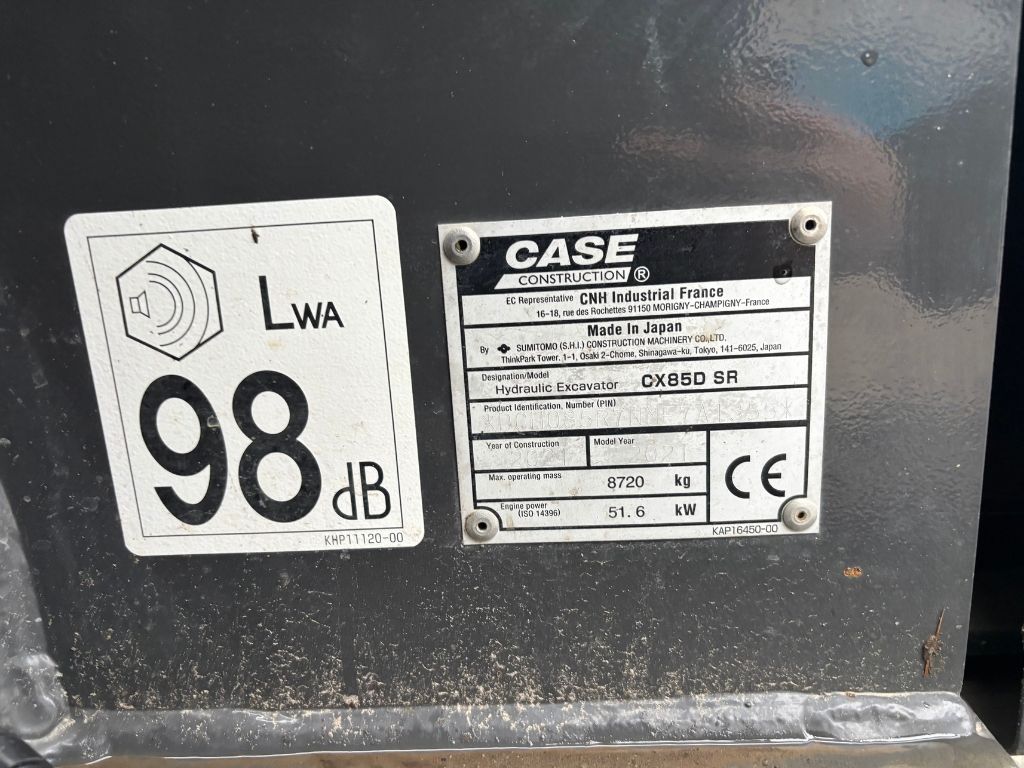 LWA
98 dB
KHP11120-00
CASE
CONSTRUCTION ®
EC Representative CNH Industrial France
16-18, rue des Rochettes 91150 MORIGNY-CHAMPIGNY-France
Made In Japan
By SUMITOMO (S.H.I.) CONSTRUCTION MACHINERY CO.,LTD.
ThinkPark Tower. 1-1, Osaki 2-Chome, Shinagawa-ku, Tokyo, 141-6025, Japan
Designation/Model
Hydraulic Excavator CX85D SR
Product Identification Number (PIN)
Year of Construction
Model Year
2021
Max. operating mass
8720 kg
Engine power
(ISO 14396)
51.6 kW
CE
KAP16450-00